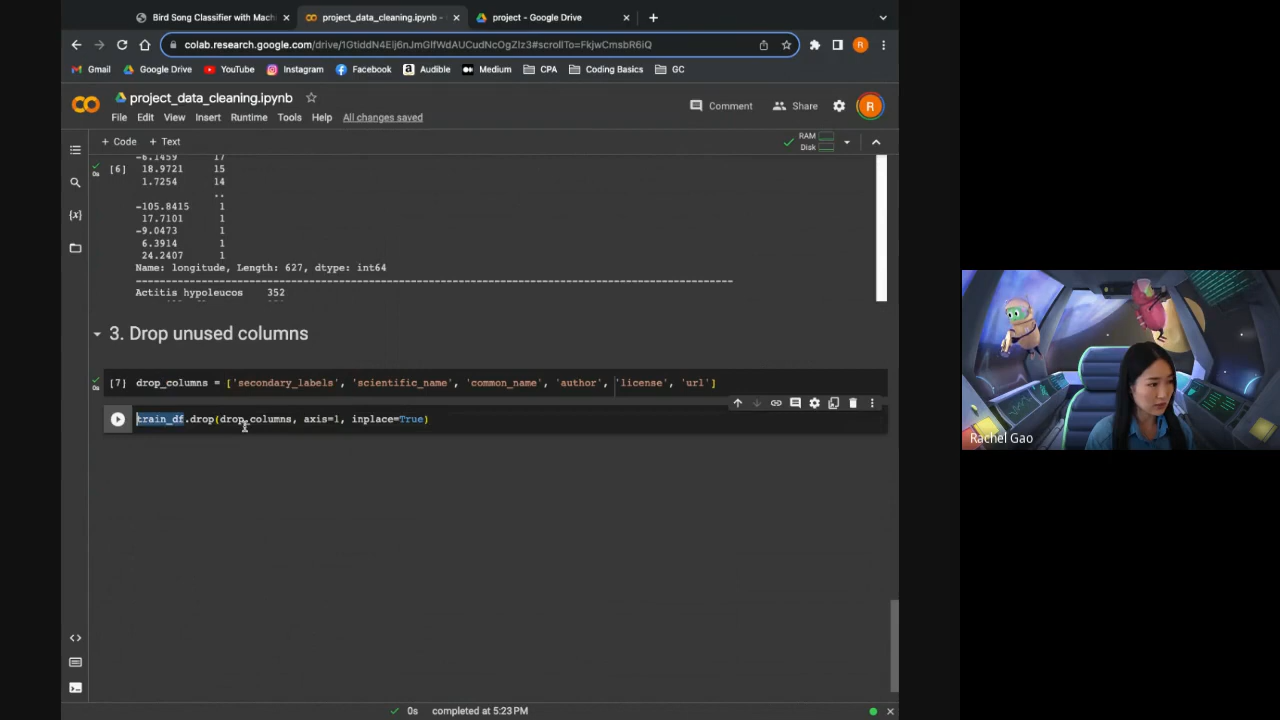 Bird Song Classifier with Mach
project_data_cleaning.ipynb -
project - Google Drive
colab.research.google.com/drive/
Gmail
Google Drive
YouTube
Instagram
Facebook
Audible
Medium
CPA
Coding Basics
GC
R
project_data_cleaning.ipynb
Comment
Share
R
File Edit View Insert Runtime Tools Help All changes saved
+ Code + Text
RAM
Disk
-6.1459 17
[6] 18.9721 15
0s
1.7254 14
..
-105.8415 1
17.7101 1
-9.0473 1
6.3914 1
24.2407 1
Name: longitude, Length: 627, dtype: int64
Actitis hypoleucos 352
3. Drop unused columns
[7] drop_columns = ['secondary_labels', 'scientific_name', 'common_name', 'author', 'license', 'url']
0s
train_df.drop(drop_columns, axis=1, inplace=True)
0s completed at 5:23 PM
Rachel Gao